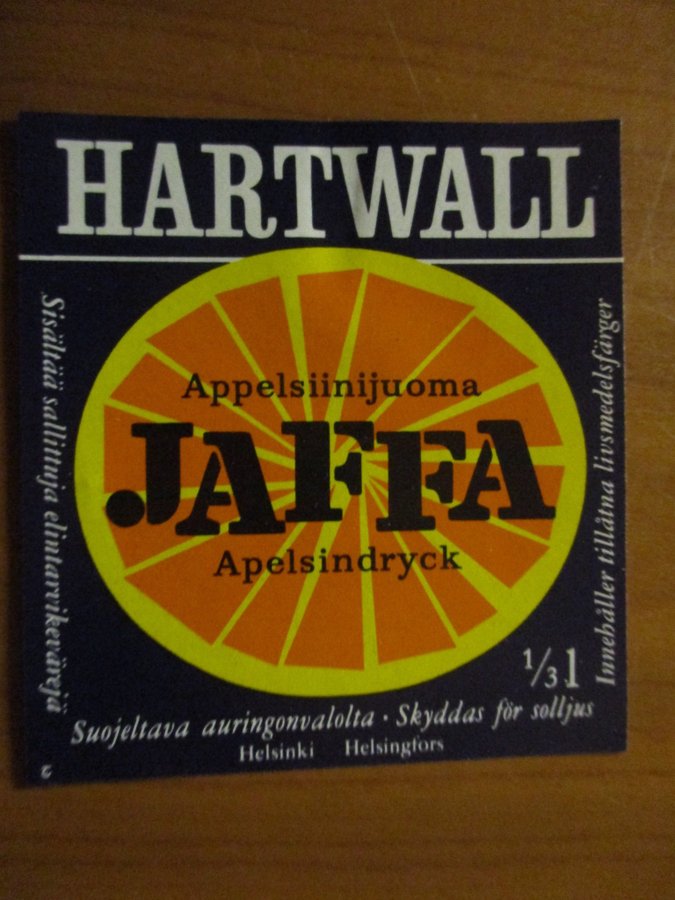 HARTWALL
Appelsiinijuoma
JAFFA
Apelsindryck
Sisältää sallittuja elintarvikevärejä
Innehåller tillåtna livsmedelsfärger
1/3 l
Suojeltava auringonvalolta · Skyddas för solljus
Helsinki Helsingfors
2